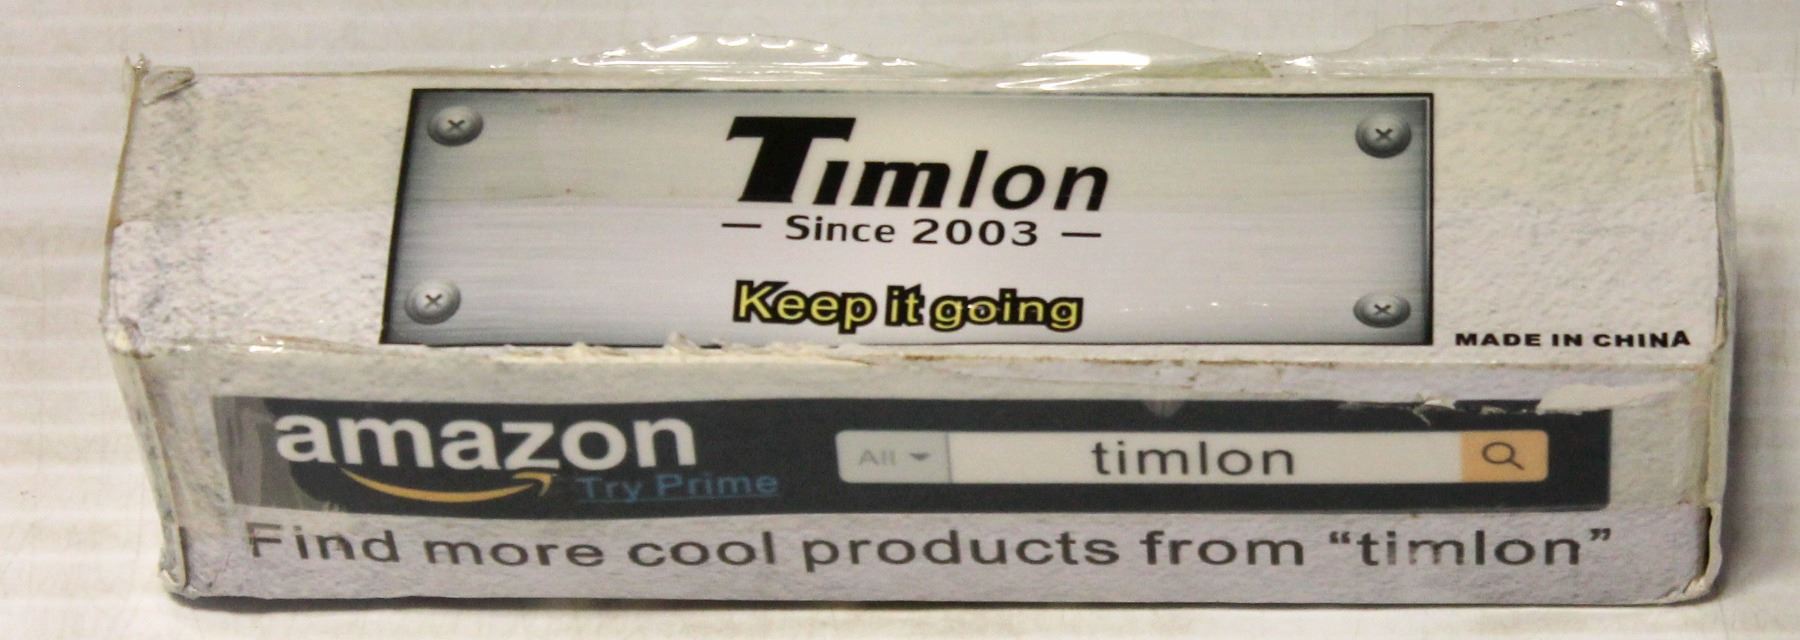 Timlon
— Since 2003 —
Keep it going
MADE IN CHINA
amazon
Try Prime
All
timlon
Find more cool products from “timlon”